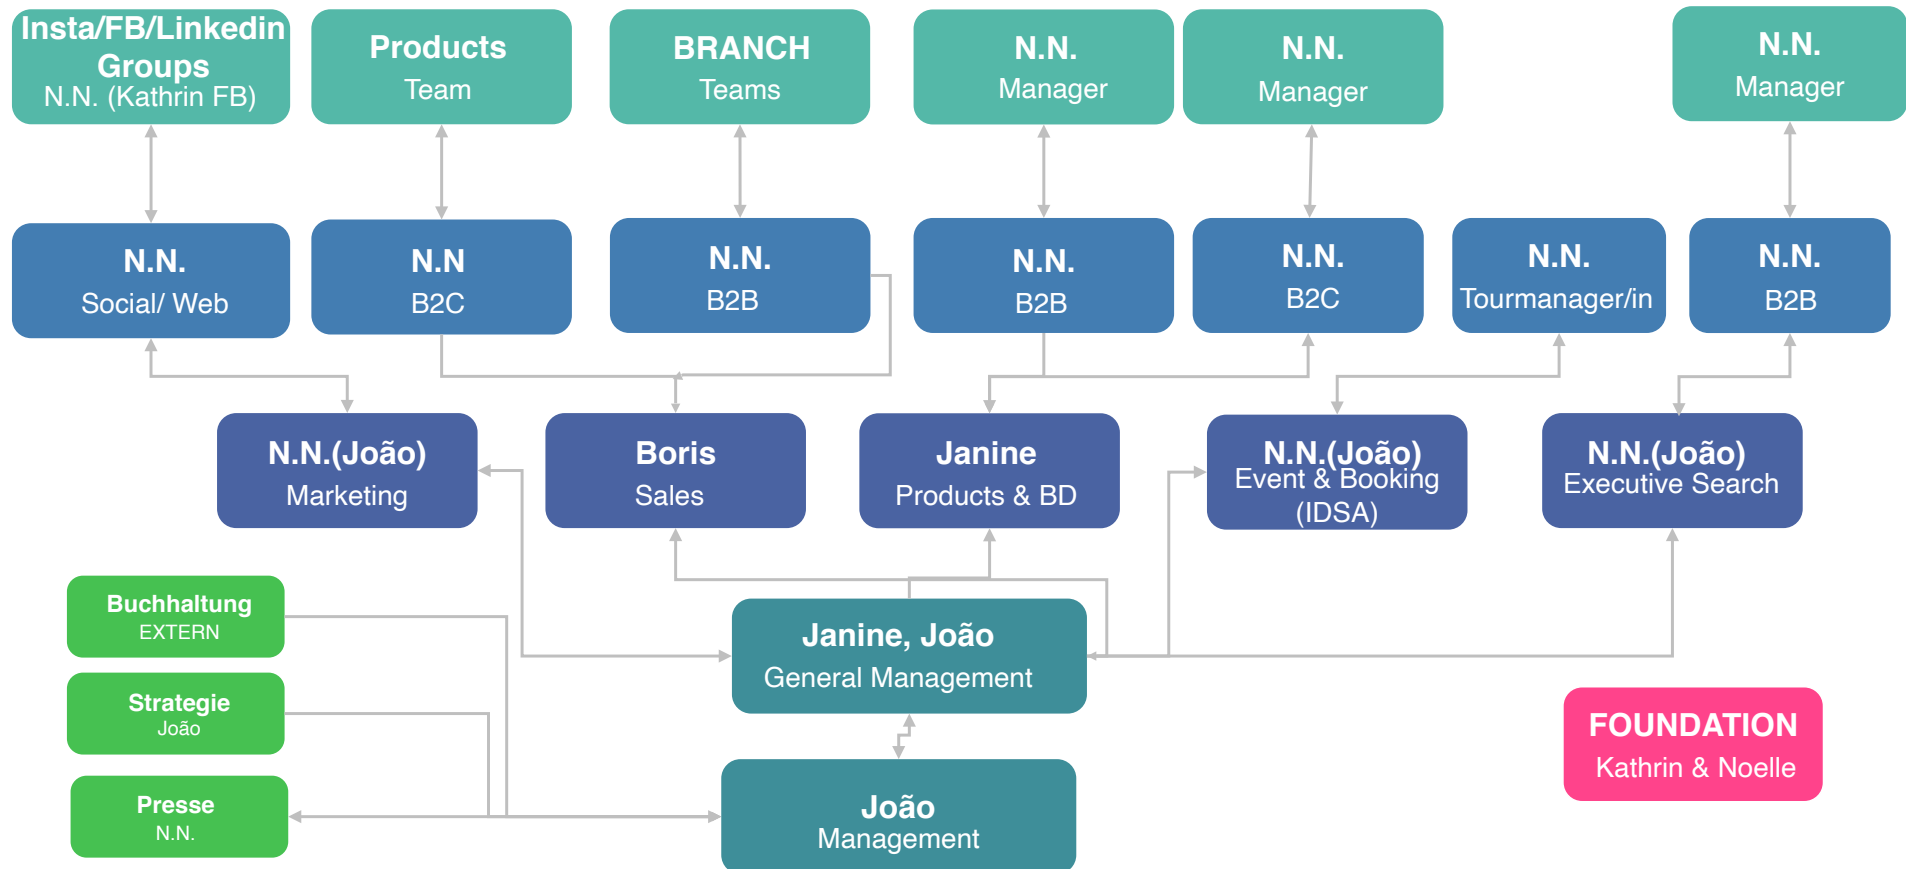 Insta/FB/Linkedin
Groups
N.N. (Kathrin FB)
Products
Team
BRANCH
Teams
N.N.
Manager
N.N.
Manager
N.N.
Manager
N.N.
Social/ Web
N.N
B2C
N.N.
B2B
N.N.
B2B
N.N.
B2C
N.N.
Tourmanager/in
N.N.
B2B
N.N.(João)
Marketing
Boris
Sales
Janine
Products & BD
N.N.(João)
Event & Booking
(IDSA)
N.N.(João)
Executive Search
Buchhaltung
EXTERN
Strategie
João
Presse
N.N.
Janine, João
General Management
João
Management
FOUNDATION
Kathrin & Noelle